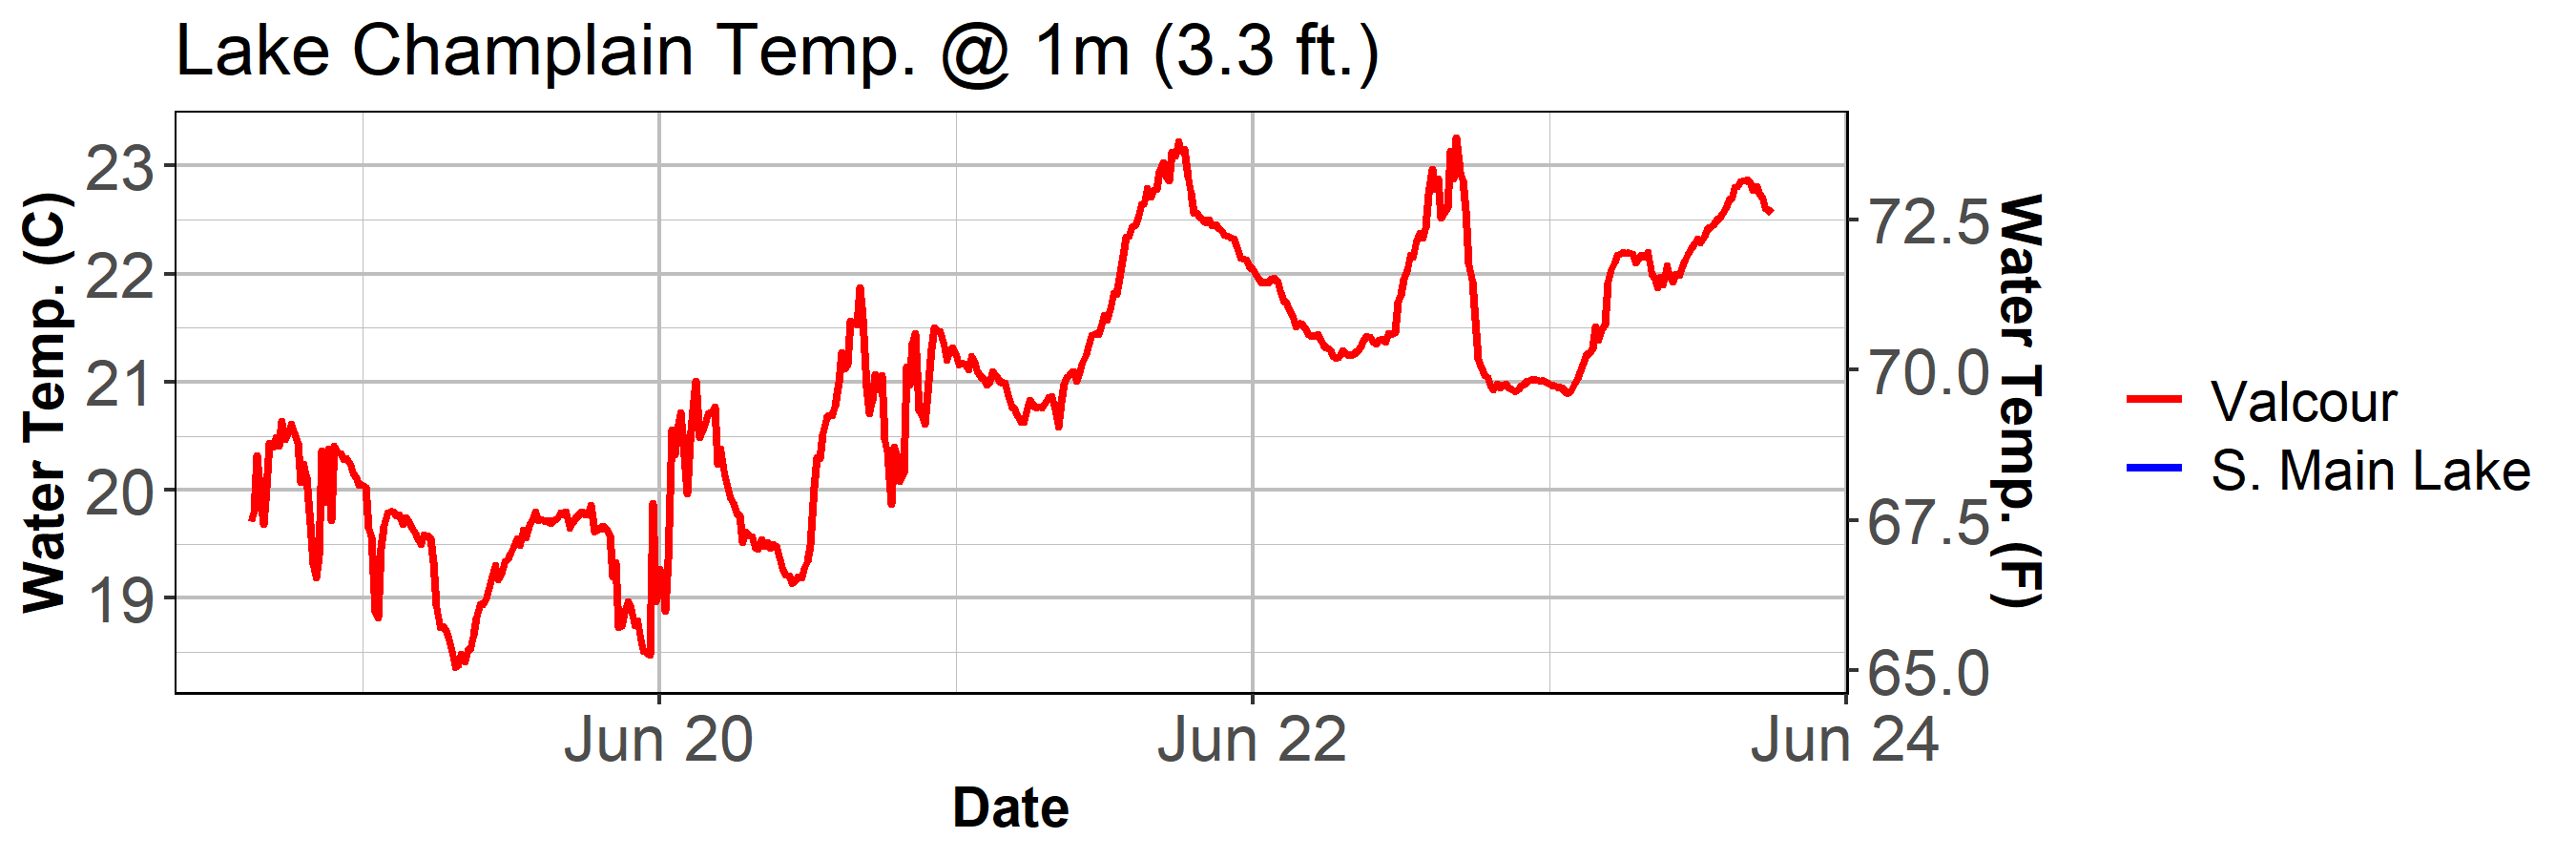 Lake Champlain Temp. @ 1m (3.3 ft.)
Water Temp. (C)
23
22
21
20
19
72.5
70.0
67.5
65.0
Water Temp. (F)
Jun 20
Jun 22
Jun 24
Date
Valcour
S. Main Lake